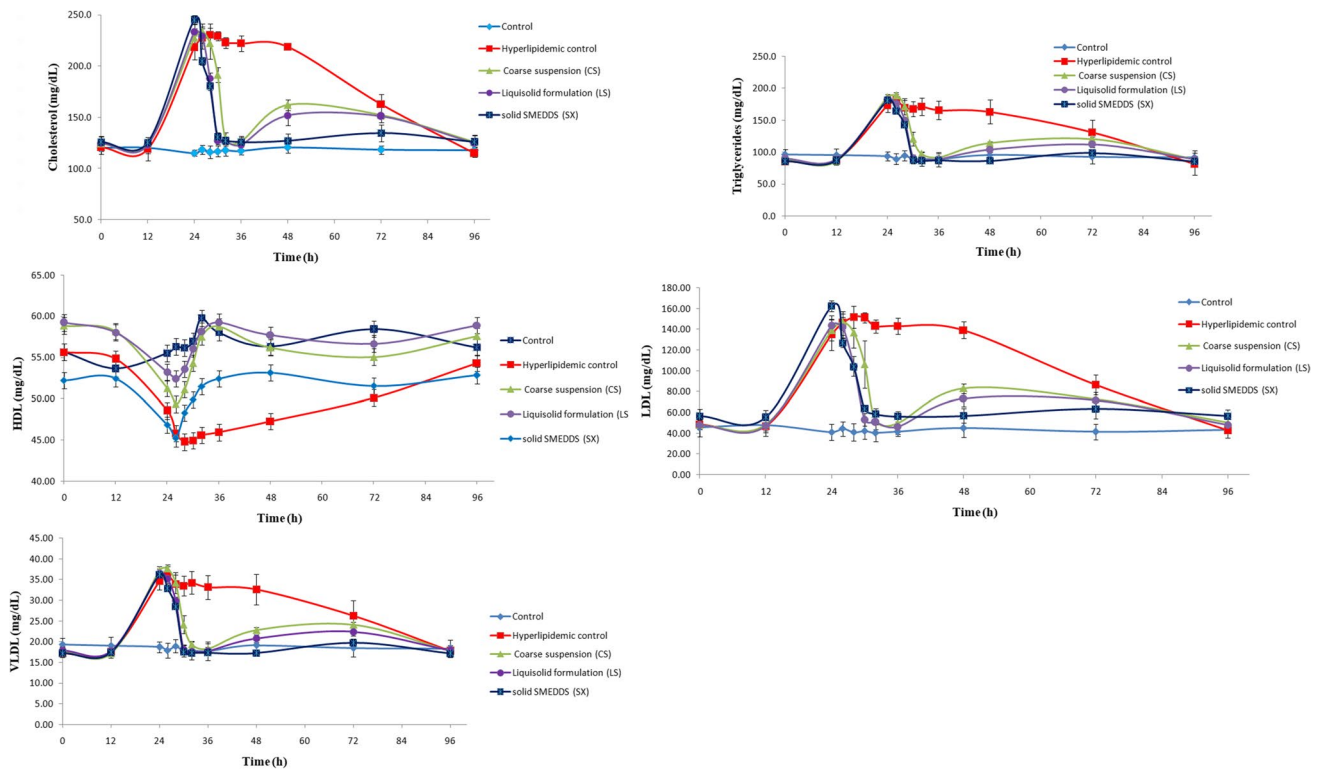 250.0
200.0
150.0
100.0
50.0
Cholesterol (mg/dL)
0 12 24 36 48 60 72 84 96
Time (h)
Control
Hyperlipidemic control
Coarse suspension (CS)
Liquisolid formulation (LS)
solid SMEDDS (SX)
250.0
200.0
150.0
100.0
50.0
0.0
Triglycerides (mg/dL)
0 12 24 36 48 60 72 84 96
Time (h)
Control
Hyperlipidemic control
Coarse suspension (CS)
Liquisolid formulation (LS)
solid SMEDDS (SX)
65.00
60.00
55.00
50.00
45.00
40.00
HDL (mg/dL)
0 12 24 36 48 60 72 84 96
Time (h)
Control
Hyperlipidemic control
Coarse suspension (CS)
Liquisolid formulation (LS
solid SMEDDS (SX)
180.00
160.00
140.00
120.00
100.00
80.00
60.00
40.00
20.00
0.00
LDL (mg/dL)
0 12 24 36 48 60 72 84 96
Time (h)
Control
Hyperlipidemic control
Coarse suspension (CS)
Liquisolid formulation (LS)
solid SMEDDS (SX)
45.00
40.00
35.00
30.00
25.00
20.00
15.00
10.00
5.00
0.00
VLDL (mg/dL)
0 12 24 36 48 60 72 84 96
Time (h)
Control
Hyperlipidemic control
Coarse suspension (CS)
Liquisolid formulation (LS)
solid SMEDDS (SX)